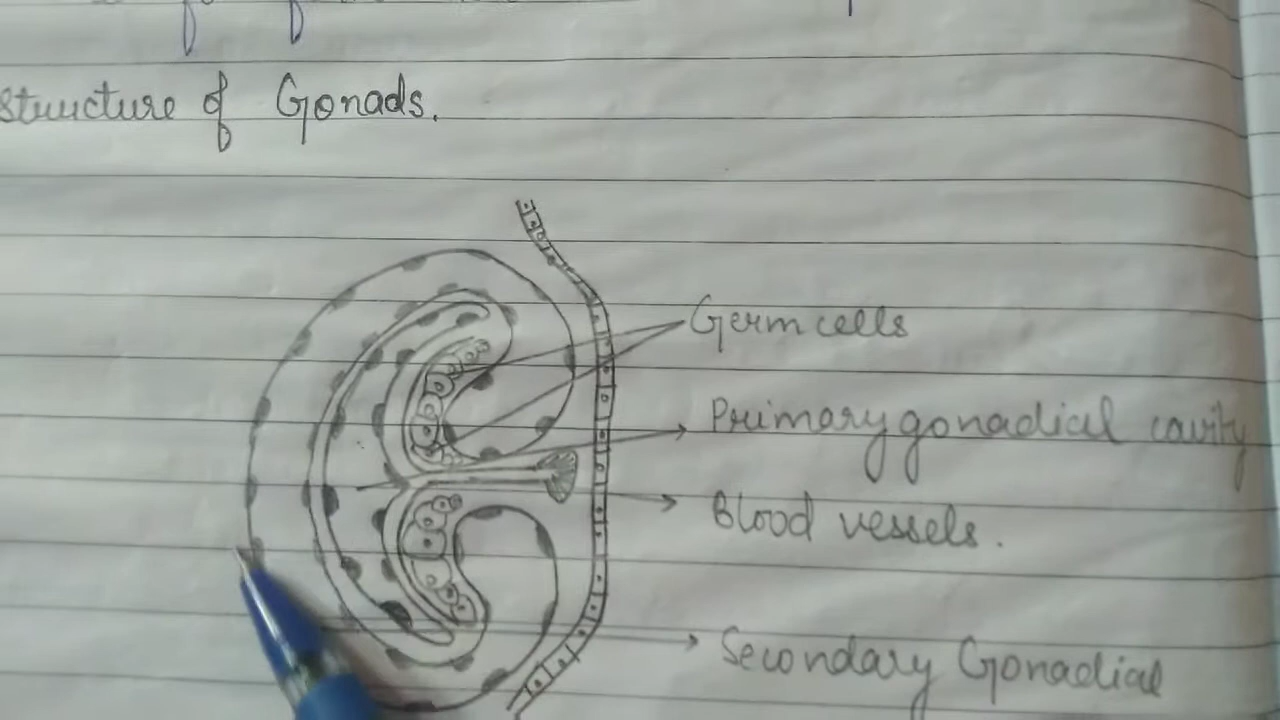 structure of Gonads.
Germ cells
Primary gonadial cavity
Blood vessels.
Secondary Gonadial